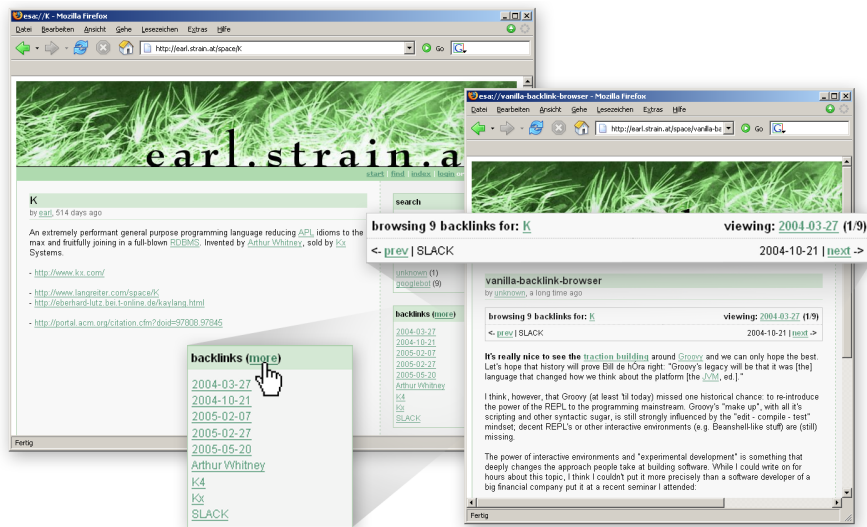 esa://K - Mozilla Firefox
Datei Bearbeiten Ansicht Gehe Lesezeichen Extras Hilfe
http://earl.strain.at/space/K
Go
earl.strain.a
start | find | index | login or
K
by earl, 514 days ago
An extremely performant general purpose programming language reducing APL idioms to the
max and fruitfully joining in a full-blown RDBMS. Invented by Arthur Whitney, sold by Kx
Systems.
- http://www.kx.com/
- http://www.langreiter.com/space/K
- http://eberhard-lutz.bei.t-online.de/kaylang.html
- http://portal.acm.org/citation.cfm?doid=97808.97845
search
unknown (1)
googlebot (9)
backlinks (more)
2004-03-27
2004-10-21
2005-02-07
2005-02-27
2005-05-20
Arthur Whitney
K4
Kx
SLACK
Fertig
backlinks (more)
2004-03-27
2004-10-21
2005-02-07
2005-02-27
2005-05-20
Arthur Whitney
K4
Kx
SLACK
esa://vanilla-backlink-browser - Mozilla Firefox
Datei Bearbeiten Ansicht Gehe Lesezeichen Extras Hilfe
http://earl.strain.at/space/vanilla-ba
Go
browsing 9 backlinks for: K viewing: 2004-03-27 (1/9)
<- prev | SLACK 2004-10-21 | next ->
vanilla-backlink-browser
by unknown, a long time ago
browsing 9 backlinks for: K viewing: 2004-03-27 (1/9)
<- prev | SLACK 2004-10-21 | next ->
It's really nice to see the traction building around Groovy and we can only hope the best.
Let's hope that history will prove Bill de hÓra right: "Groovy's legacy will be that it was [the]
language that changed how we think about the platform [the JVM, ed.]."
I think, however, that Groovy (at least 'til today) missed one historical chance: to re-introduce
the power of the REPL to the programming mainstream. Groovy's "make up", with all it's
scripting and other syntactic sugar, is still strongly influenced by the "edit - compile - test"
mindset; decent REPL's or other interactive environments (e.g. Beanshell-like stuff) are (still)
missing.
The power of interactive environments and "experimental development" is something that
deeply changes the approach people take at building software. While I could write on for
hours about this topic, I think I couldn't put it more precisely than a software developer of a
big financial company put it at a recent seminar I attended:
Fertig